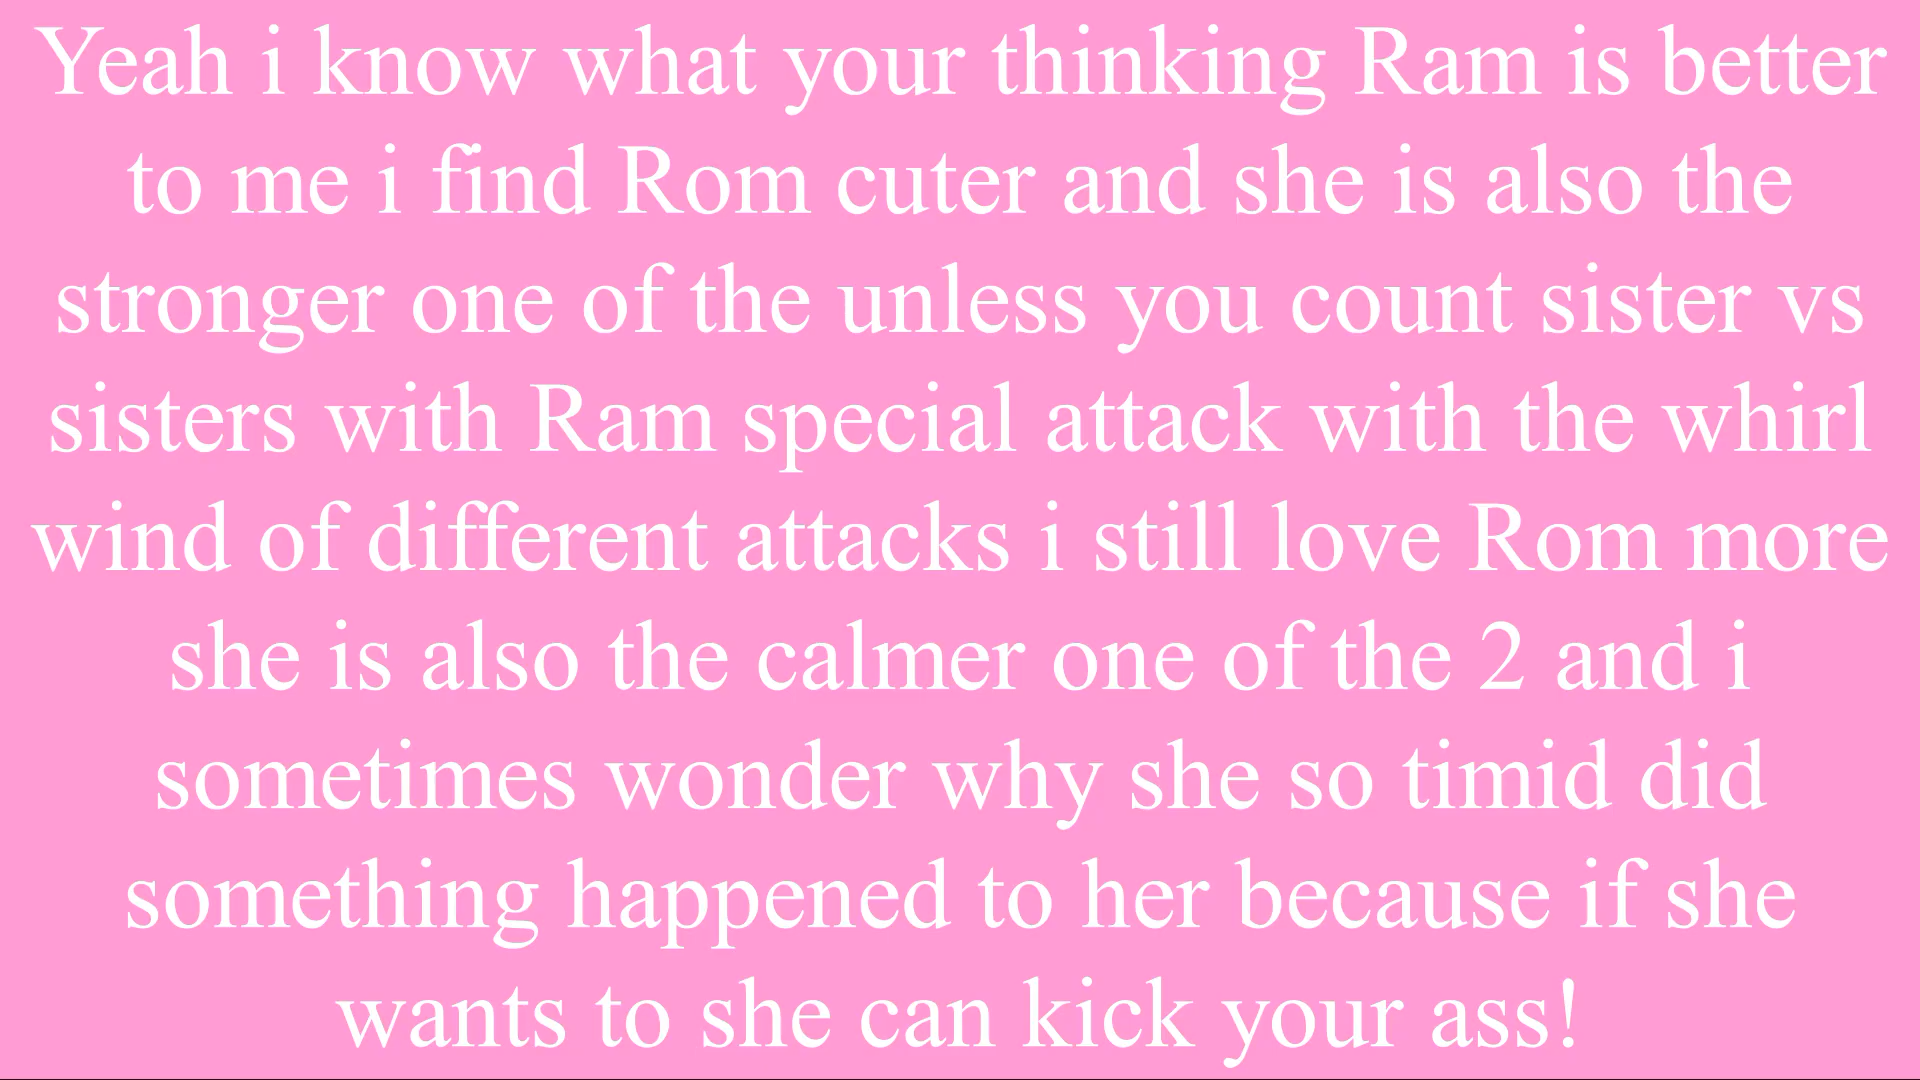 Yeah i know what your thinking Ram is better
to me i find Rom cuter and she is also the
stronger one of the unless you count sister vs
sisters with Ram special attack with the whirl
wind of different attacks i still love Rom more
she is also the calmer one of the 2 and i
sometimes wonder why she so timid did
something happened to her because if she
wants to she can kick your ass!